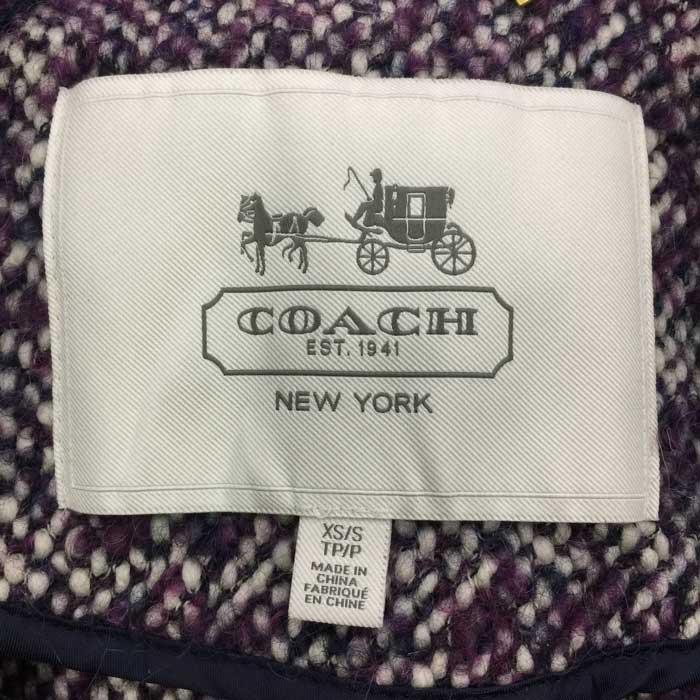 COACH
EST. 1941
NEW YORK
XS/S
TP/P
MADE IN
CHINA
FABRIQUÉ
EN CHINE